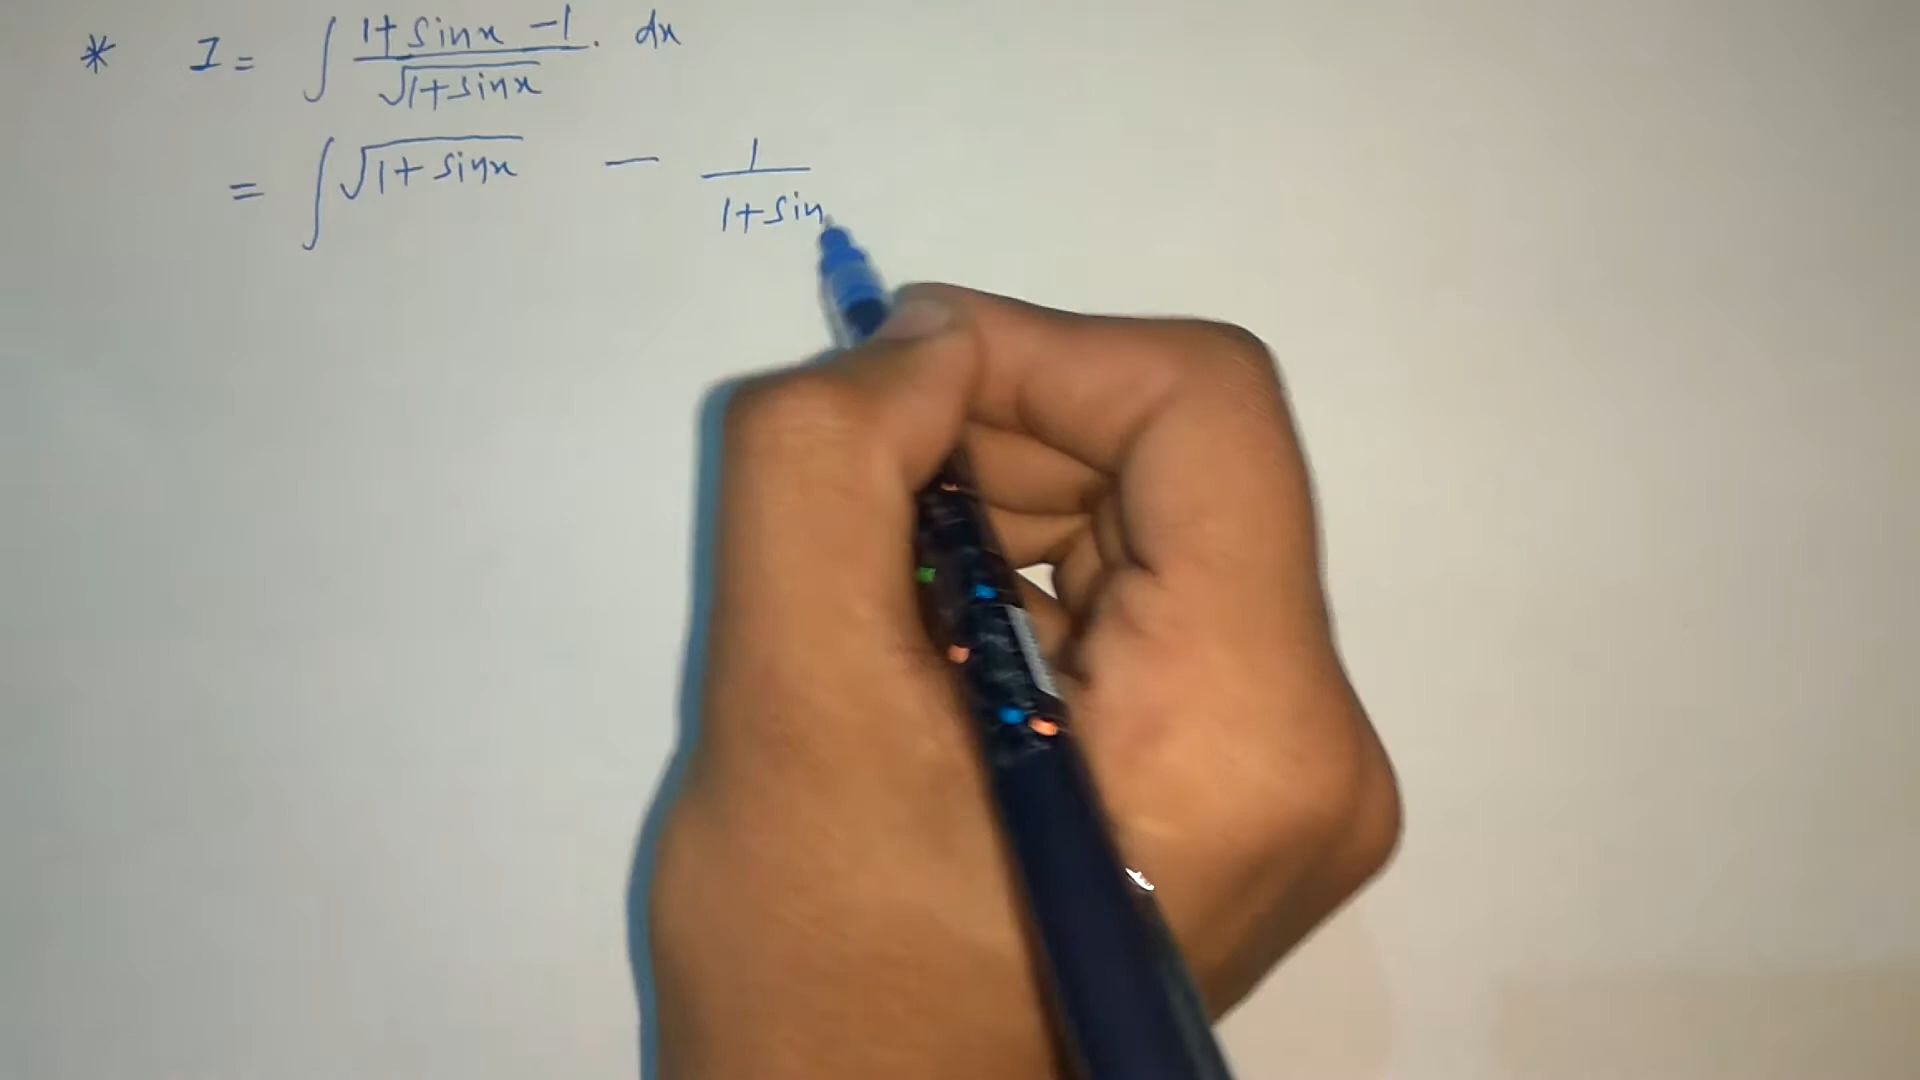 * I = ∫ (1+sinx -1)/(√(1+sinx)) . dx
= ∫ √(1+sinx) - 1/(1+sin